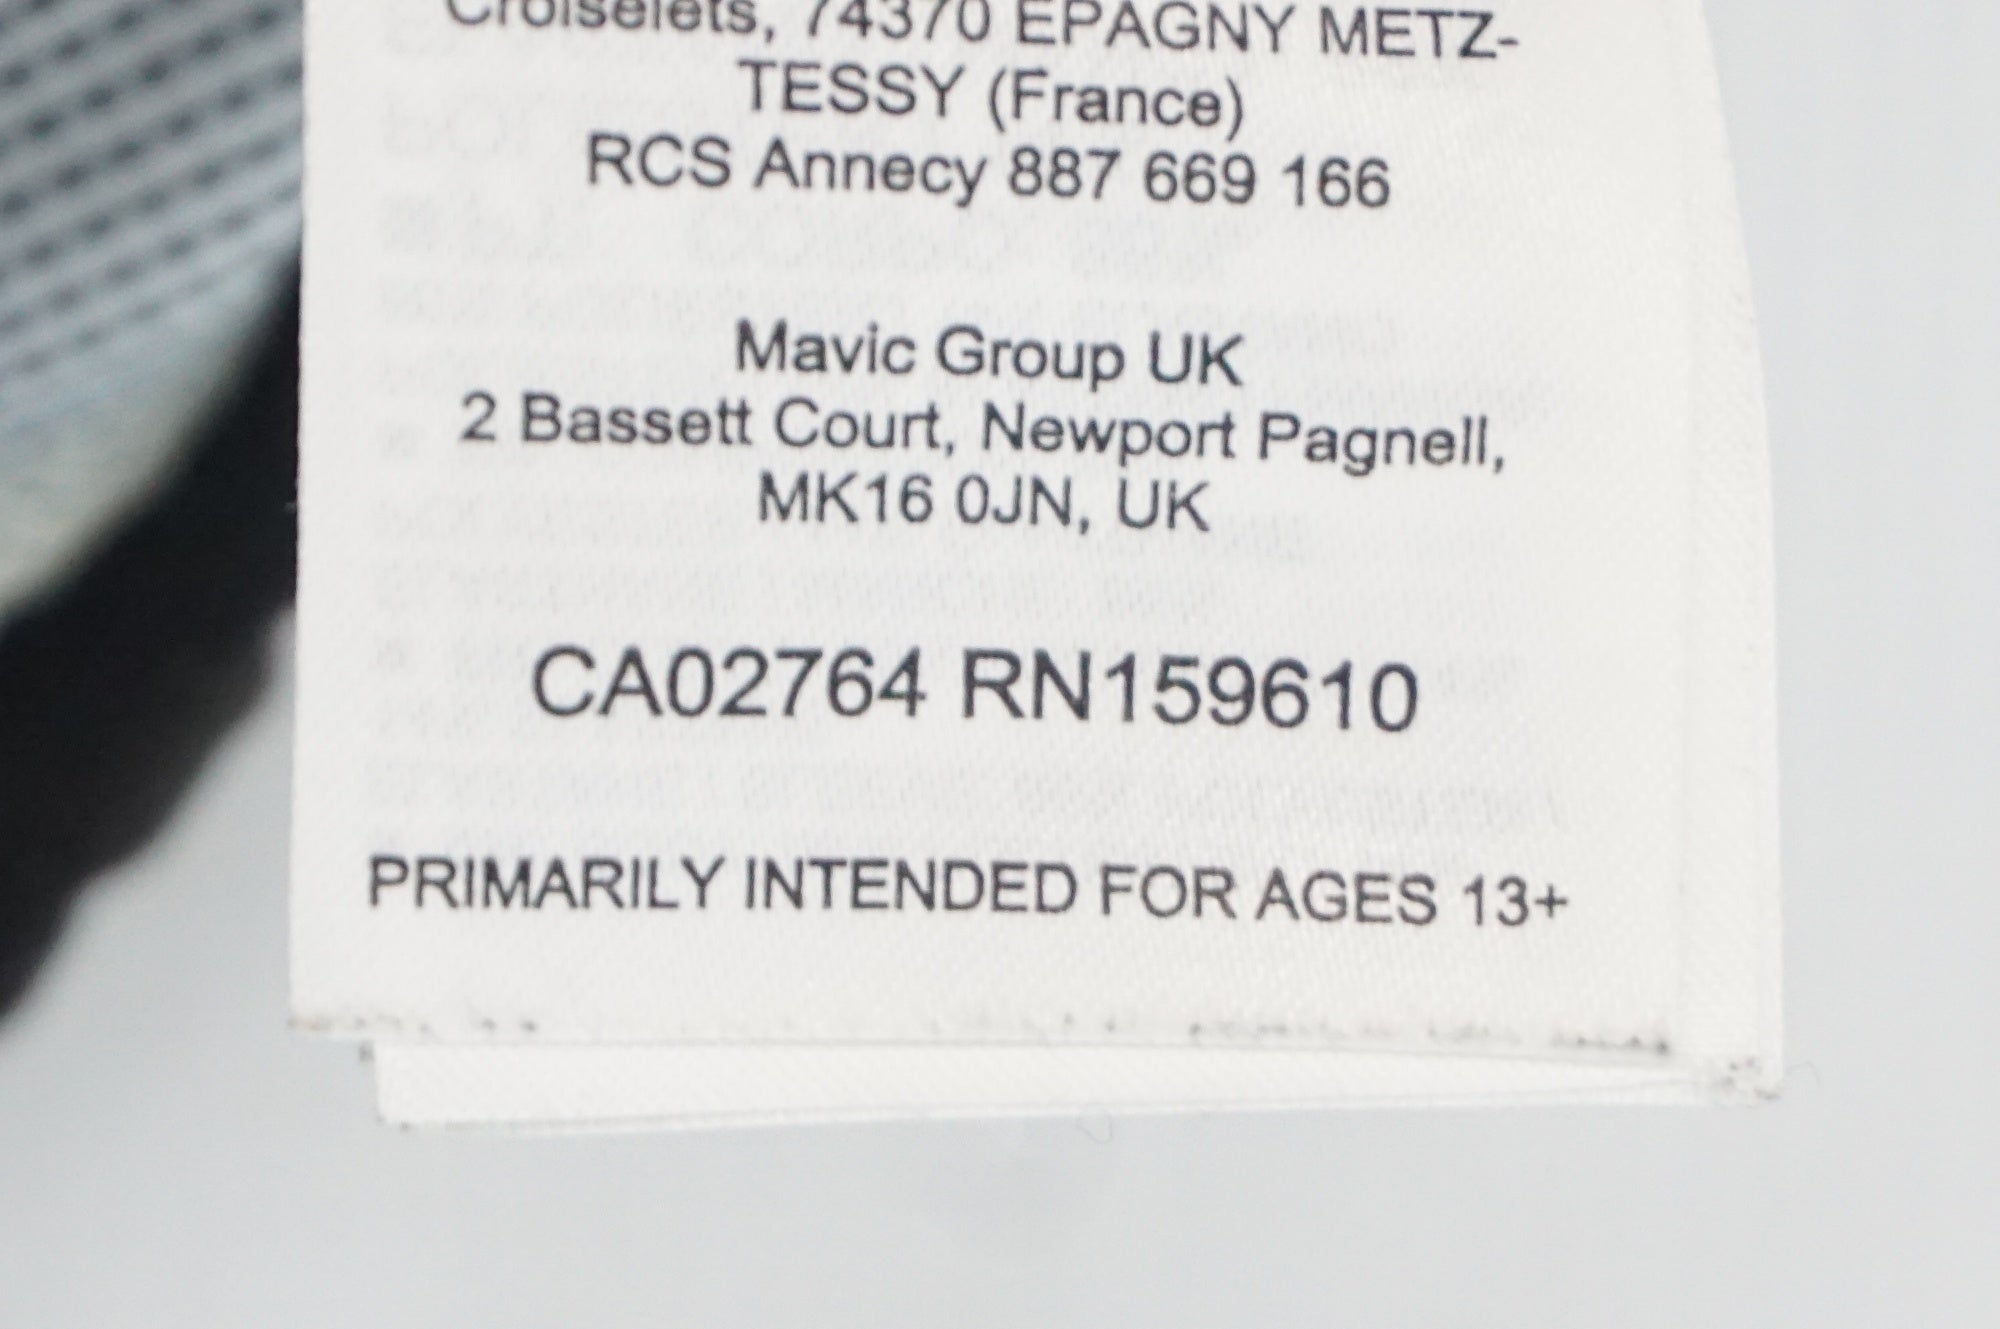 Croiselets, 74370 EPAGNY METZ-
TESSY (France)
RCS Annecy 887 669 166
Mavic Group UK
2 Bassett Court, Newport Pagnell,
MK16 0JN, UK
CA02764 RN159610
PRIMARILY INTENDED FOR AGES 13+